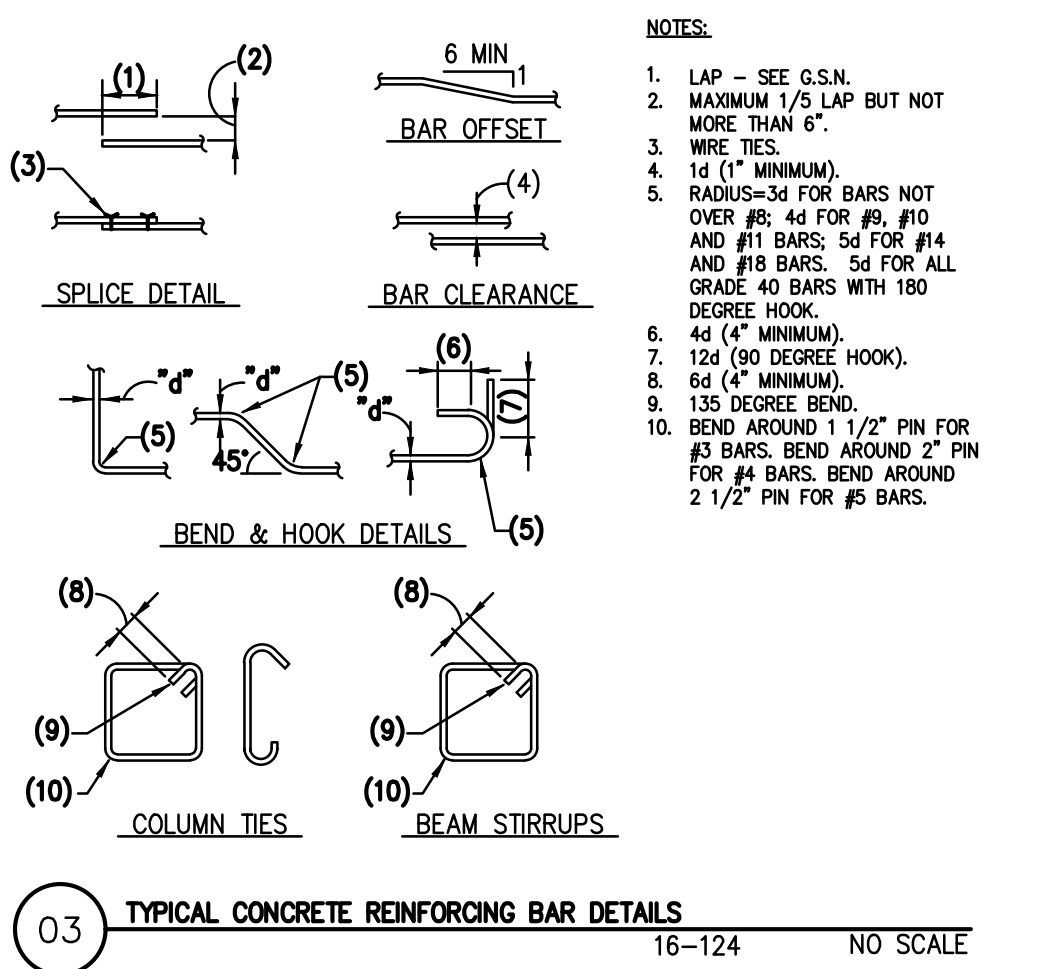 (1)
(2)
(3)
SPLICE DETAIL
6 MIN
1
BAR OFFSET
(4)
BAR CLEARANCE
"d"
(5)
"d"
(5)
45°
(6)
"d"
(7)
(5)
BEND & HOOK DETAILS
(8)
(9)
(10)
COLUMN TIES
(8)
(9)
(10)
BEAM STIRRUPS
NOTES:
1. LAP – SEE G.S.N.
2. MAXIMUM 1/5 LAP BUT NOT
MORE THAN 6".
3. WIRE TIES.
4. 1d (1" MINIMUM).
5. RADIUS=3d FOR BARS NOT
OVER #8; 4d FOR #9, #10
AND #11 BARS; 5d FOR #14
AND #18 BARS. 5d FOR ALL
GRADE 40 BARS WITH 180
DEGREE HOOK.
6. 4d (4" MINIMUM).
7. 12d (90 DEGREE HOOK).
8. 6d (4" MINIMUM).
9. 135 DEGREE BEND.
10. BEND AROUND 1 1/2" PIN FOR
#3 BARS. BEND AROUND 2" PIN
FOR #4 BARS. BEND AROUND
2 1/2" PIN FOR #5 BARS.
03
TYPICAL CONCRETE REINFORCING BAR DETAILS
16–124 NO SCALE